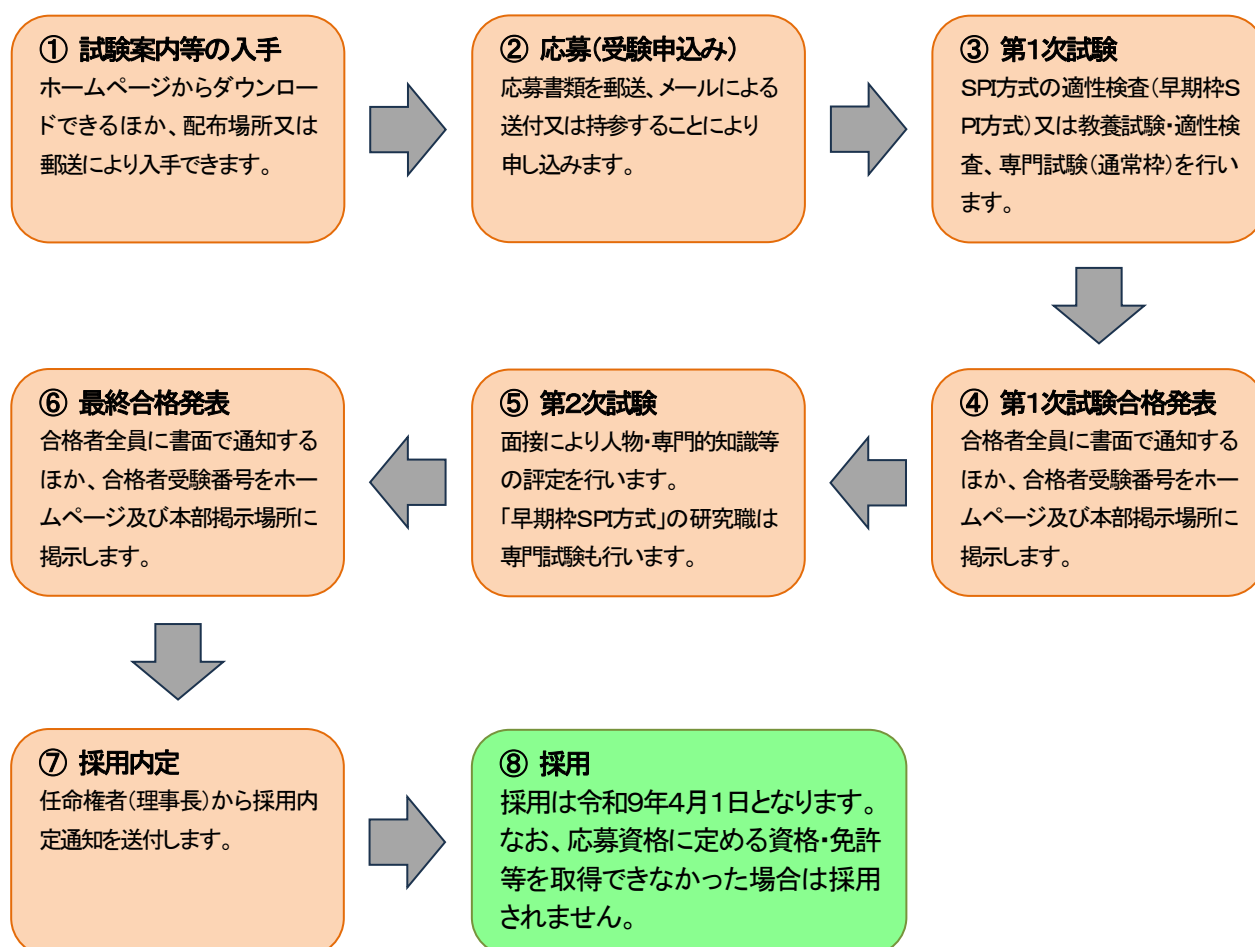 ① 試験案内等の入手
ホームページからダウンロー
ドできるほか、配布場所又は
郵送により入手できます。
② 応募(受験申込み)
応募書類を郵送、メールによる
送付又は持参することにより
申し込みます。
③ 第1次試験
SPI方式の適性検査(早期枠S
PI方式)又は教養試験・適性検
査、専門試験(通常枠)を行い
ます。
④ 第1次試験合格発表
合格者全員に書面で通知する
ほか、合格者受験番号をホー
ムページ及び本部掲示場所に
掲示します。
⑤ 第2次試験
面接により人物・専門的知識等
の評定を行います。
「早期枠SPI方式」の研究職は
専門試験も行います。
⑥ 最終合格発表
合格者全員に書面で通知する
ほか、合格者受験番号をホー
ムページ及び本部掲示場所に
掲示します。
⑦ 採用内定
任命権者(理事長)から採用内
定通知を送付します。
⑧ 採用
採用は令和9年4月1日となります。
なお、応募資格に定める資格・免許
等を取得できなかった場合は採用
されません。